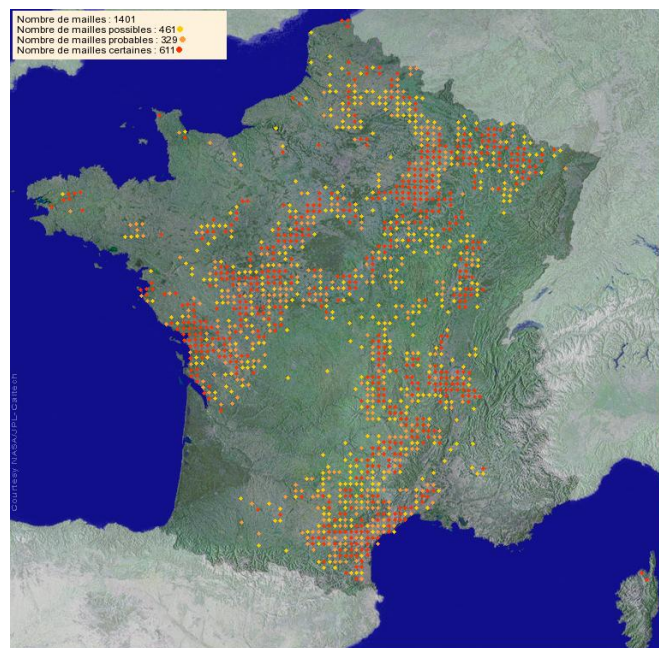 Nombre de mailles : 1401
Nombre de mailles possibles : 461
Nombre de mailles probables : 329
Nombre de mailles certaines : 611
Courtesy NASA/JPL-Caltech